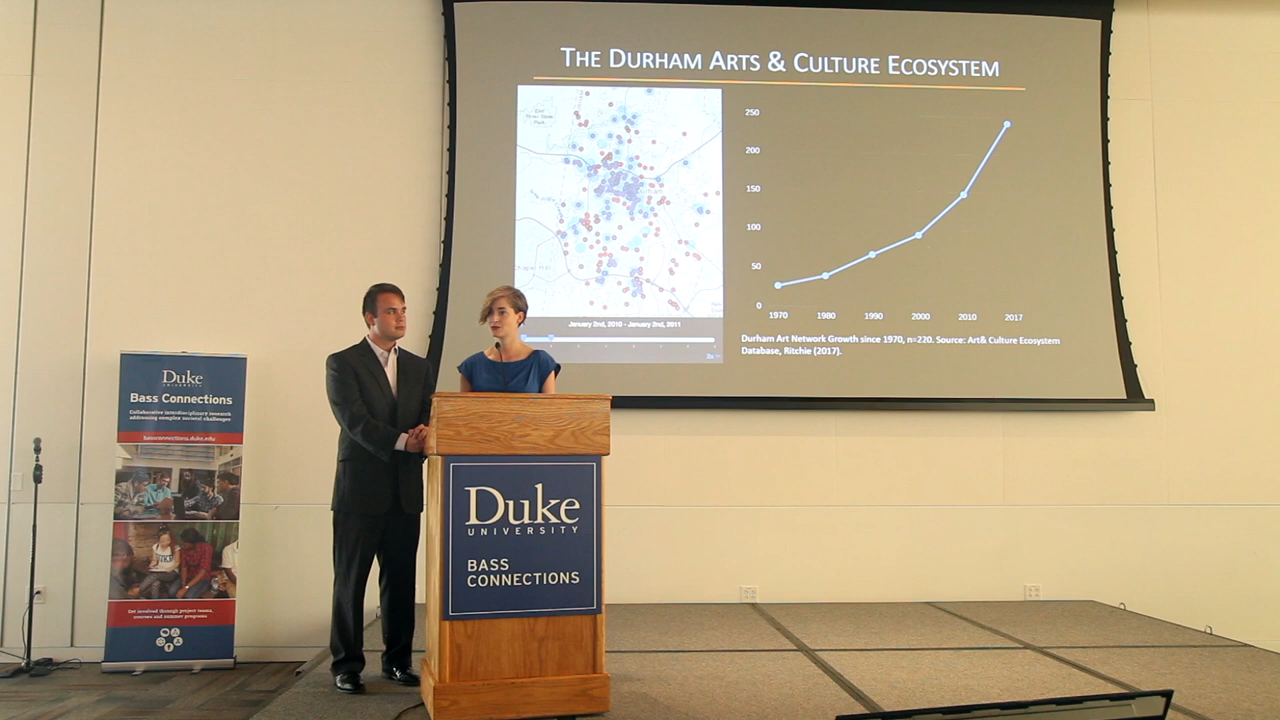 THE DURHAM ARTS & CULTURE ECOSYSTEM
250
200
150
100
50
0
1970 1980 1990 2000 2010 2017
January 2nd, 2010 - January 2nd, 2011
Durham Art Network Growth since 1970, n=220. Source: Art& Culture Ecosystem
Database, Ritchie (2017).
Duke
UNIVERSITY
Bass Connections
Collaborative interdisciplinary research
addressing complex societal challenges
bassconnections.duke.edu
Get involved through project teams,
courses and summer programs
Duke
UNIVERSITY
BASS
CONNECTIONS